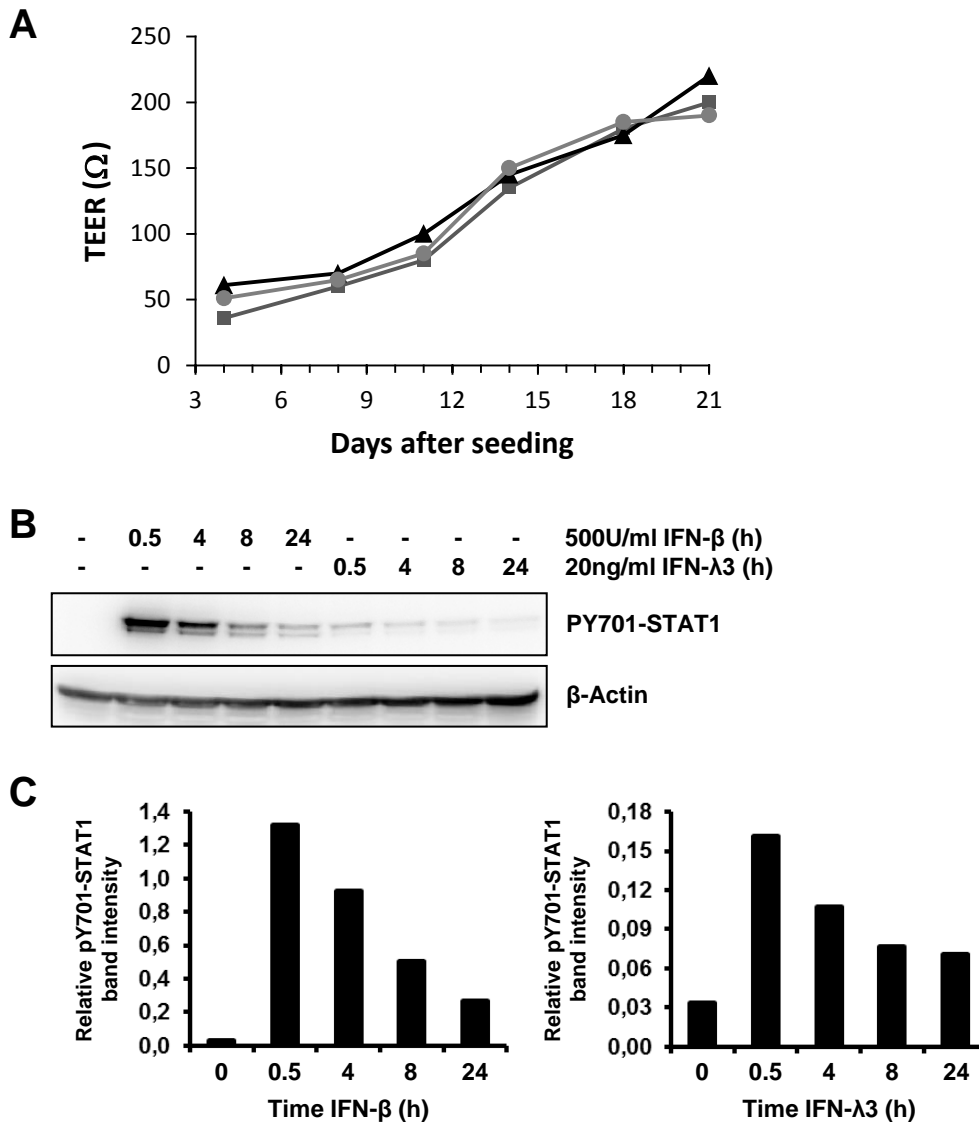 A
250
200
150
100
50
0
TEER (Ω)
3 6 9 12 15 18 21
Days after seeding
B
- 0.5 4 8 24 - - - - 500U/ml IFN-β (h)
- - - - - 0.5 4 8 24 20ng/ml IFN-λ3 (h)
PY701-STAT1
β-Actin
C
Relative pY701-STAT1
band intensity
1,4
1,2
1,0
0,8
0,6
0,4
0,2
0,0
0 0.5 4 8 24
Time IFN-β (h)
Relative pY701-STAT1
band intensity
0,18
0,15
0,12
0,09
0,06
0,03
0,00
0 0.5 4 8 24
Time IFN-λ3 (h)